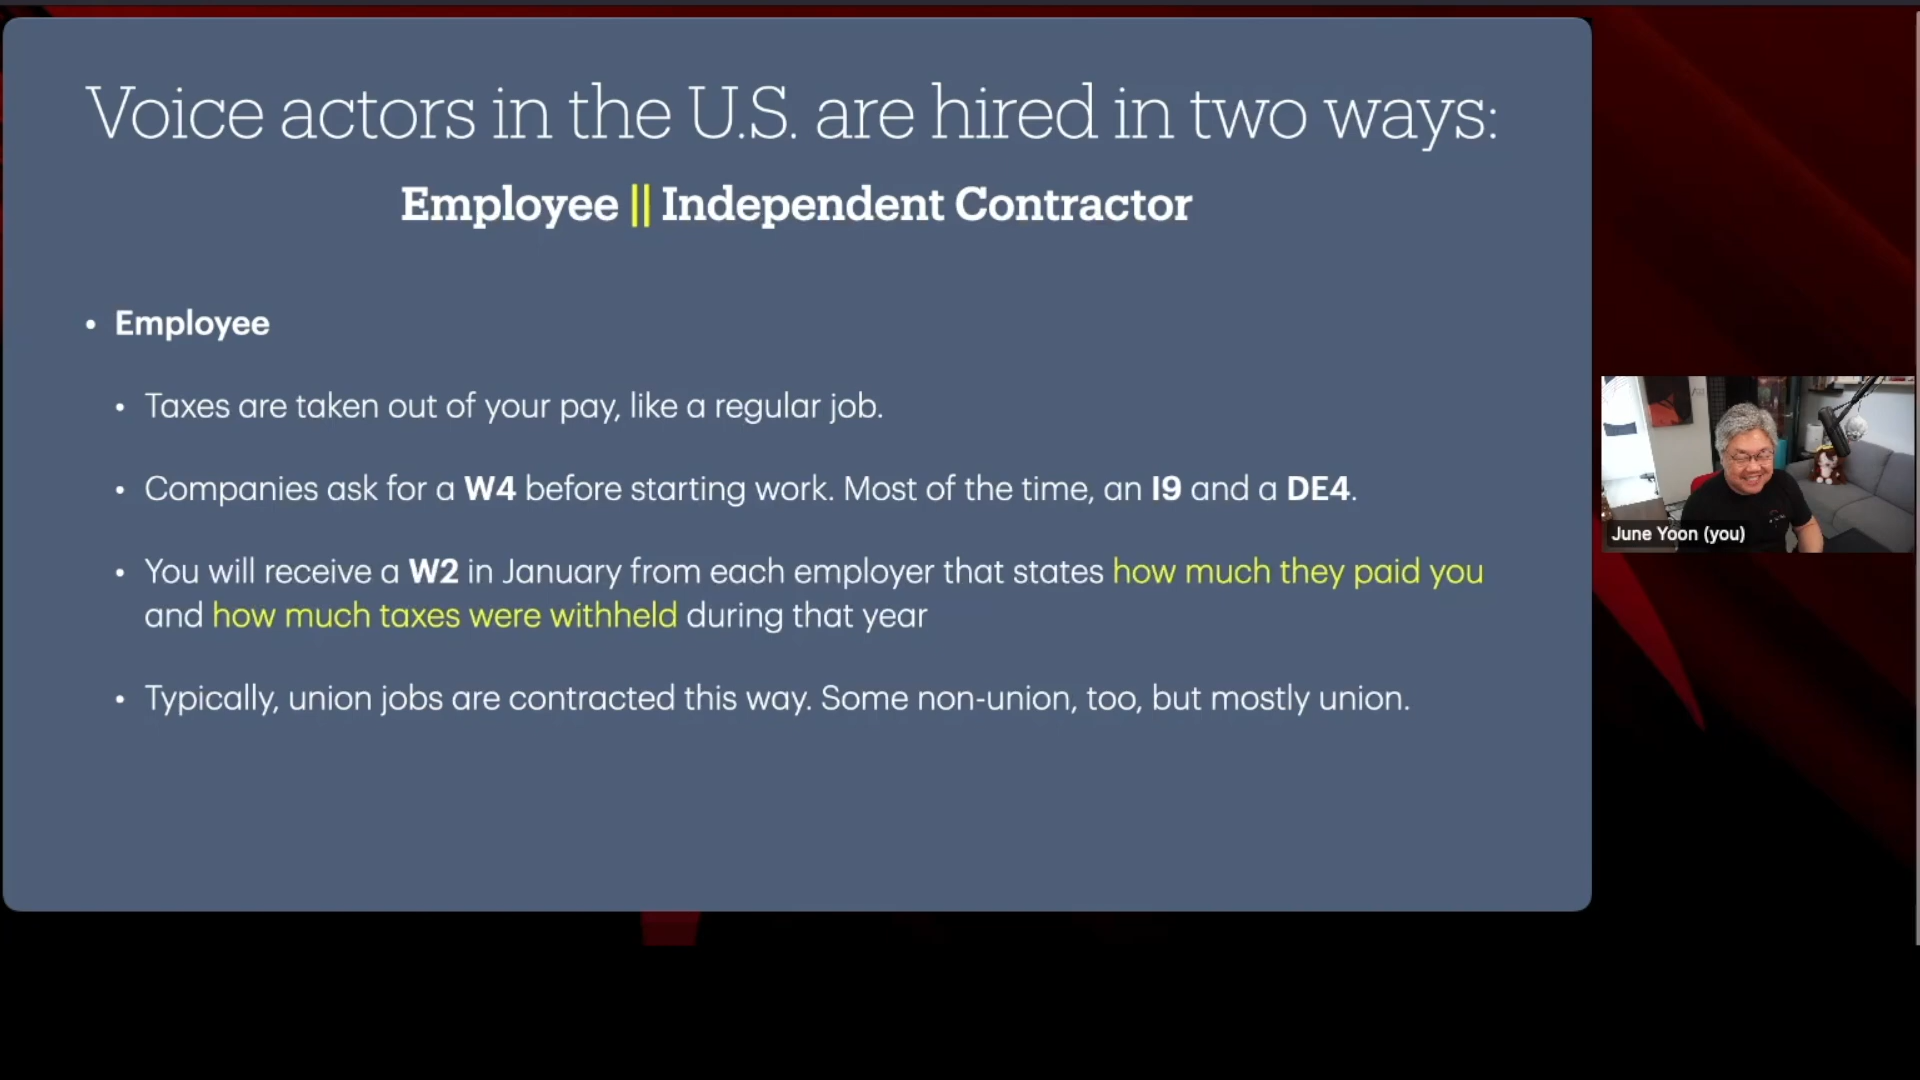 Voice actors in the U.S. are hired in two ways:
Employee || Independent Contractor
• Employee
• Taxes are taken out of your pay, like a regular job.
• Companies ask for a W4 before starting work. Most of the time, an I9 and a DE4.
• You will receive a W2 in January from each employer that states how much they paid you
and how much taxes were withheld during that year
• Typically, union jobs are contracted this way. Some non-union, too, but mostly union.
June Yoon (you)